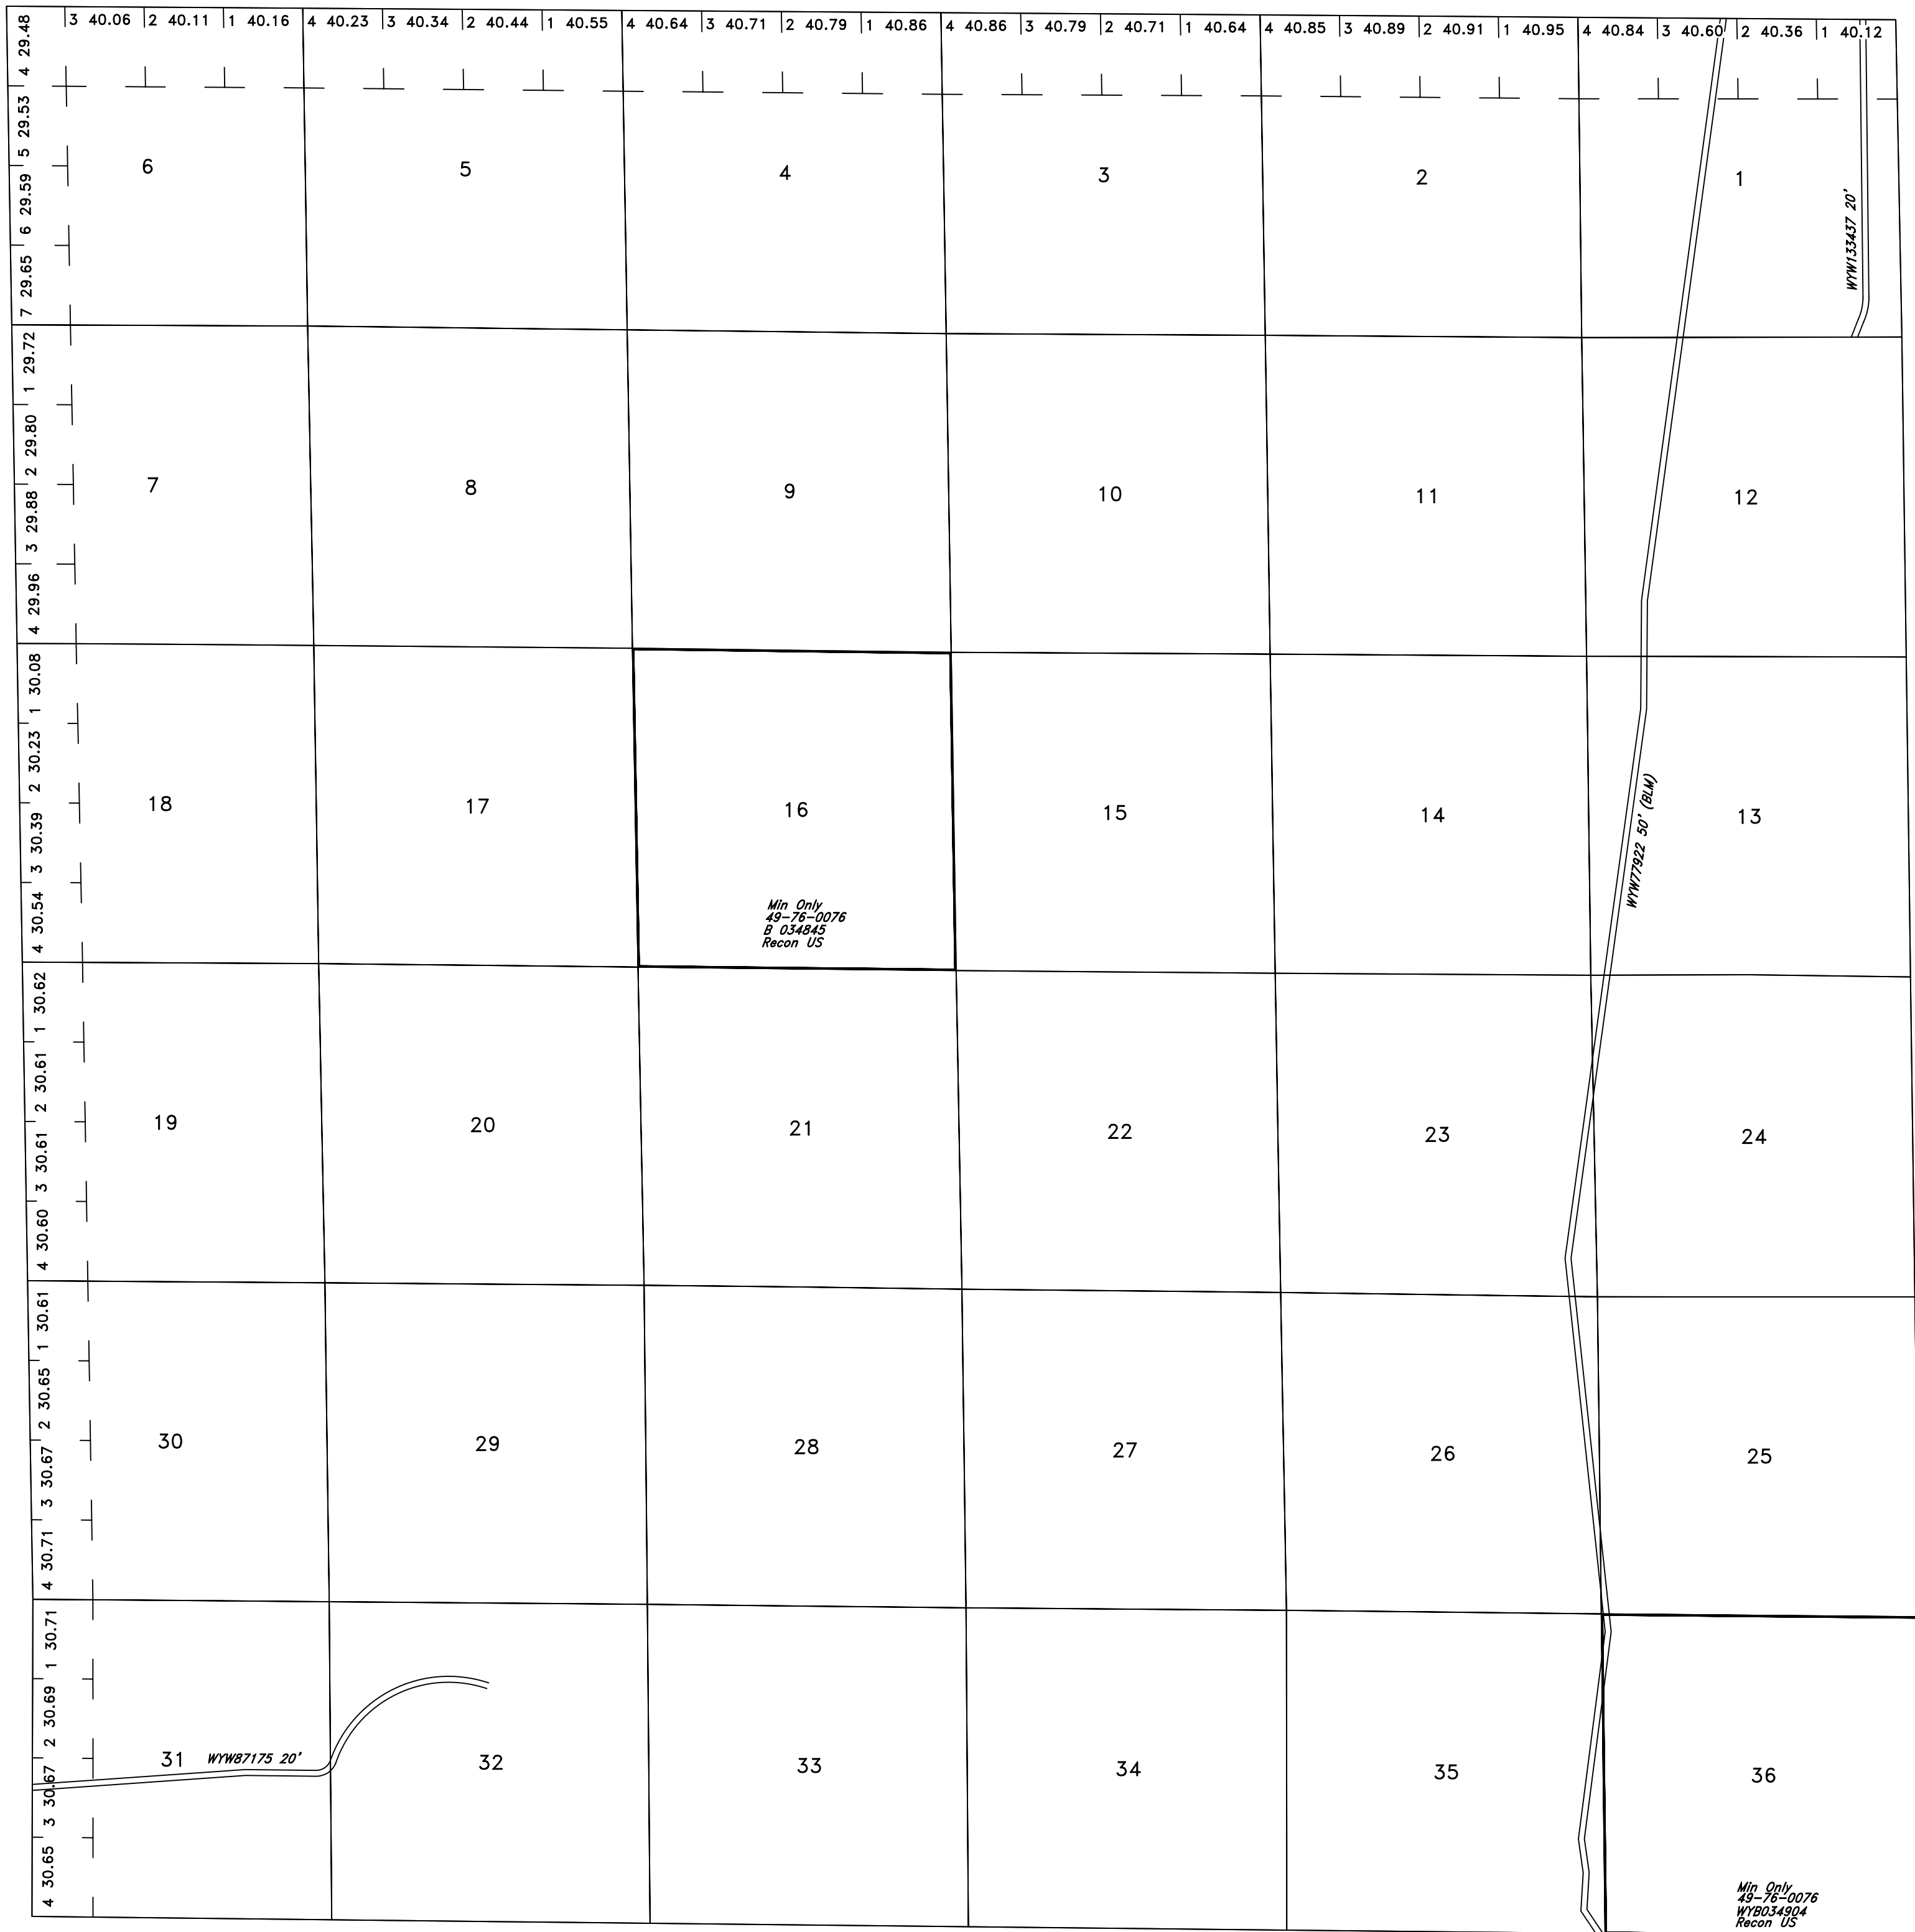 4 29.48 3 40.06 2 40.11 1 40.16 4 40.23 3 40.34 2 40.44 1 40.55 4 40.64 3 40.71 2 40.79 1 40.86 4 40.86 3 40.79 2 40.71 1 40.64 4 40.85 3 40.89 2 40.91 1 40.95 4 40.84 3 40.60 2 40.36 1 40.12
5 29.53
6 29.59
7 29.65
6 5 4 3 2 1
WYW133437 20'
1 29.72
2 29.80
3 29.88
4 29.96
7 8 9 10 11 12
1 30.08
2 30.23
3 30.39
4 30.54
18 17 16 15 14 13
WYW77922 50' (BLM)
Min Only
49-76-0076
B 034845
Recon US
1 30.62
2 30.61
3 30.61
4 30.60
19 20 21 22 23 24
1 30.61
2 30.65
3 30.67
4 30.71
30 29 28 27 26 25
1 30.71
2 30.69
3 30.67
4 30.65
31 WYW87175 20' 32 33 34 35 36
Min Only
49-76-0076
WYB034904
Recon US